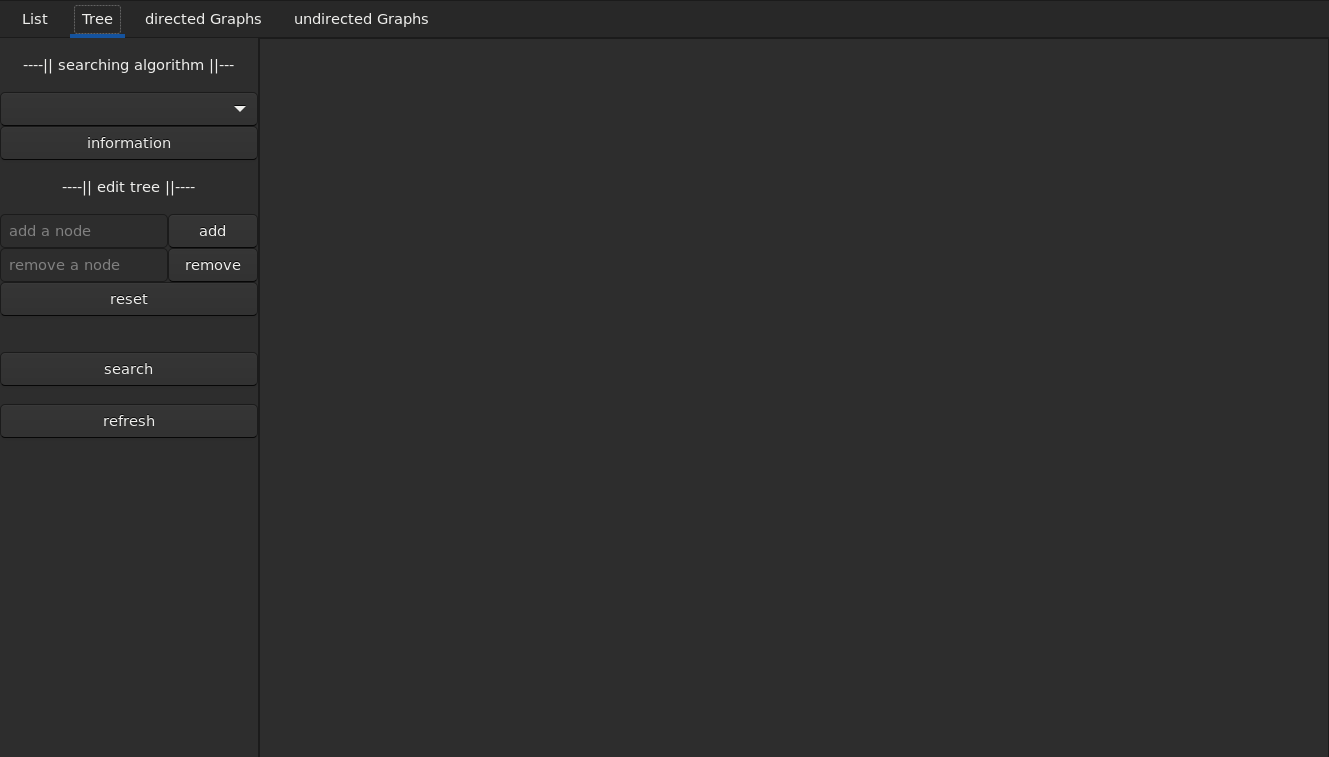 List Tree directed Graphs undirected Graphs
----|| searching algorithm ||---
information
----|| edit tree ||----
add a node add
remove a node remove
reset
search
refresh